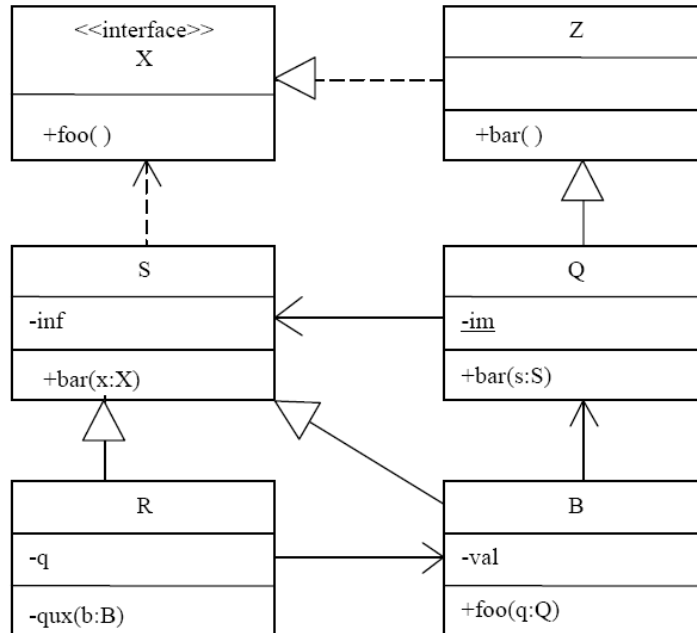 <<interface>>
X
+foo( )
Z
+bar( )
S
-inf
+bar(x:X)
Q
-im
+bar(s:S)
R
-q
-qux(b:B)
B
-val
+foo(q:Q)